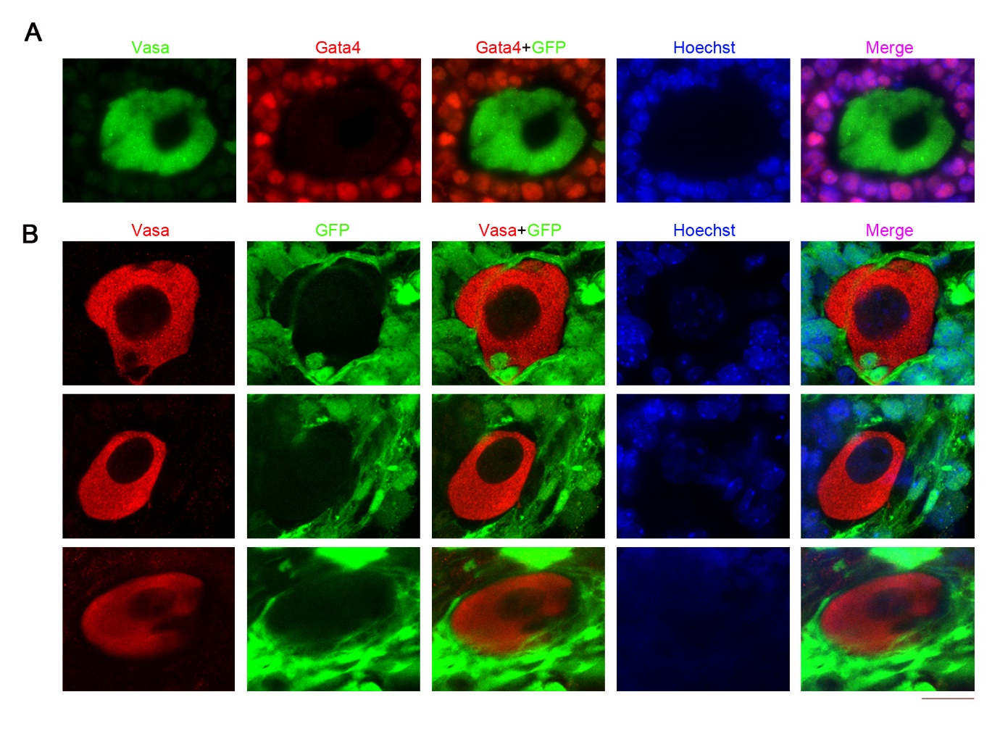 A
Vasa Gata4 Gata4+GFP Hoechst Merge
B
Vasa GFP Vasa+GFP Hoechst Merge